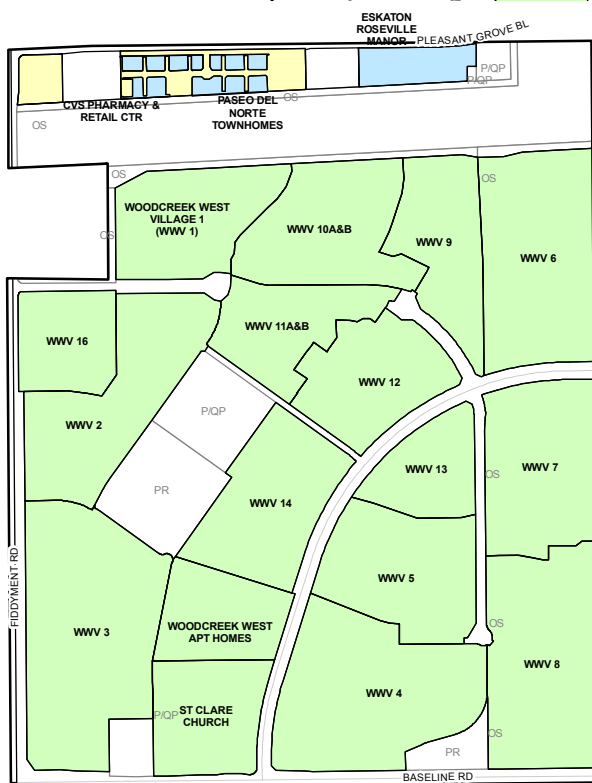 ESKATON
ROSEVILLE
MANOR
PLEASANT GROVE BL
P/QP
P/QP
CVS PHARMACY &
RETAIL CTR
PASEO DEL
NORTE
TOWNHOMES
OS
OS
OS
OS
WOODCREEK WEST
VILLAGE 1
(WWV 1)
WWV 10A&B
WWV 9
WWV 6
OS
WWV 11A&B
WWV 16
WWV 12
WWV 2
P/QP
WWV 13
WWV 7
OS
PR
WWV 14
FIDDYMENT RD
WWV 5
WWV 3
WOODCREEK WEST
APT HOMES
OS
WWV 8
WWV 4
P/QP
ST CLARE
CHURCH
OS
PR
BASELINE RD